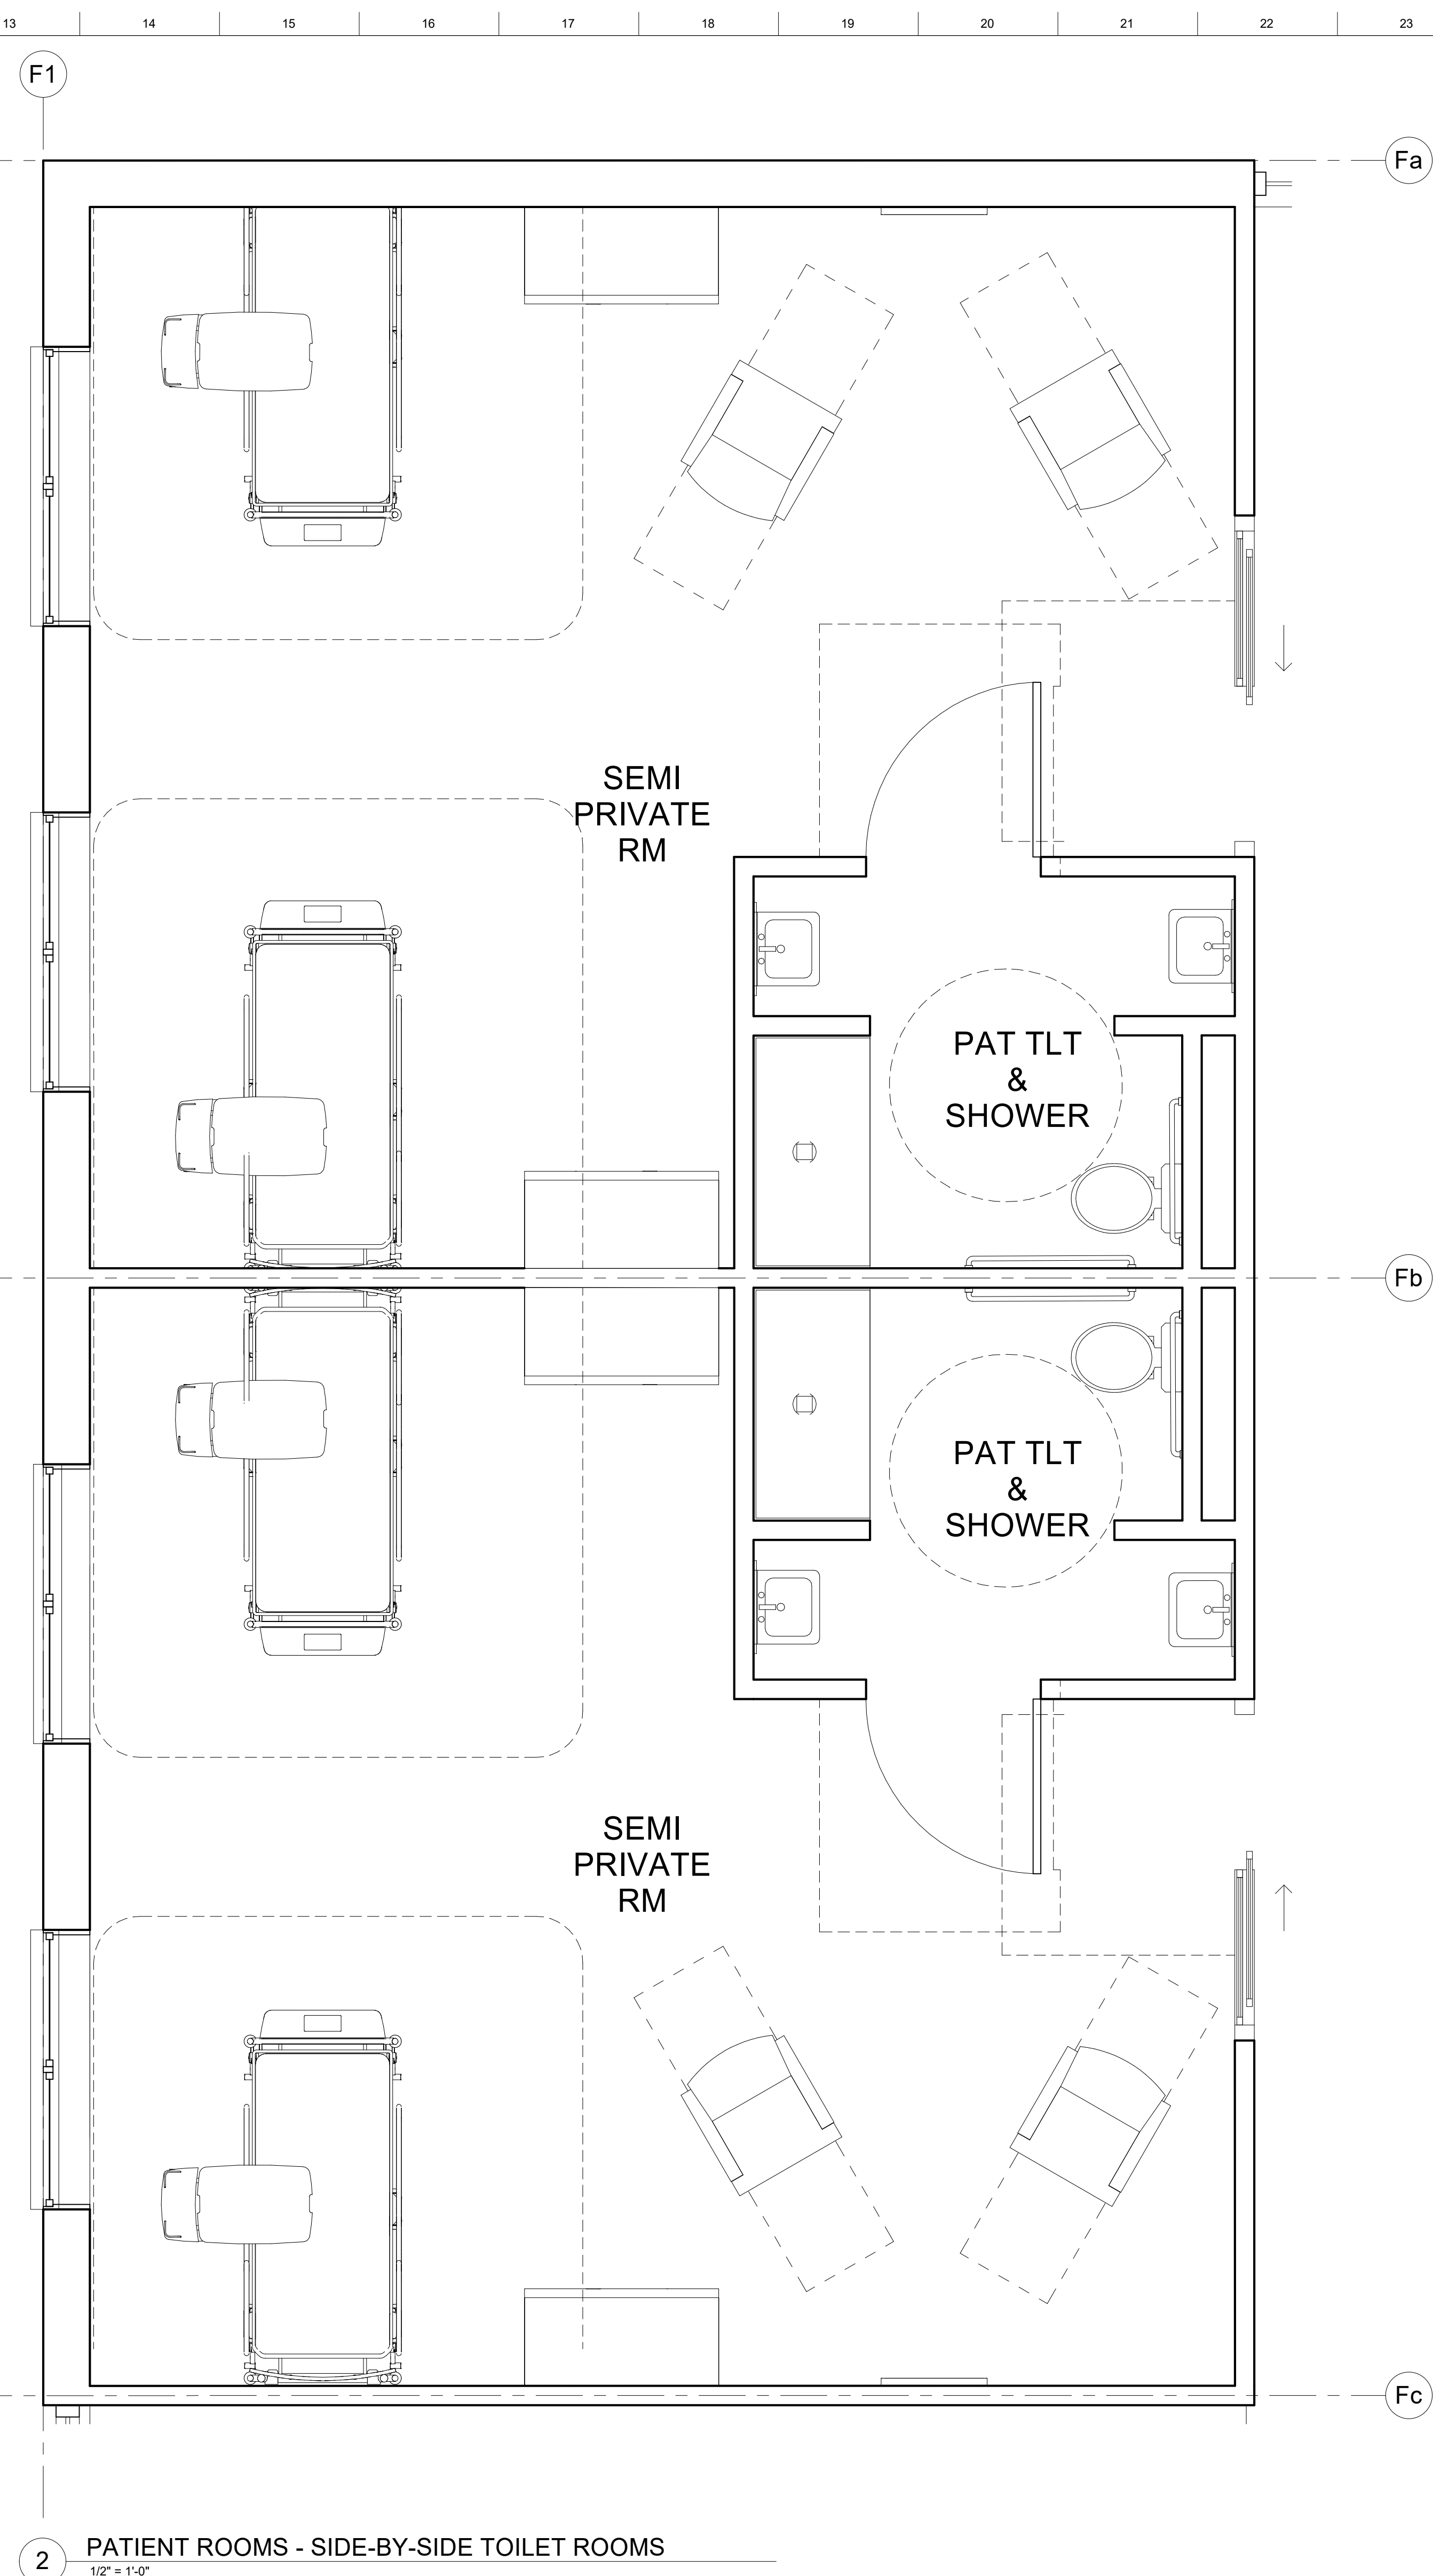 13 14 15 16 17 18 19 20 21 22 23
F1
Fa
SEMI
PRIVATE
RM
PAT TLT
&
SHOWER
Fb
PAT TLT
&
SHOWER
SEMI
PRIVATE
RM
Fc
2 PATIENT ROOMS - SIDE-BY-SIDE TOILET ROOMS
1/2" = 1'-0"